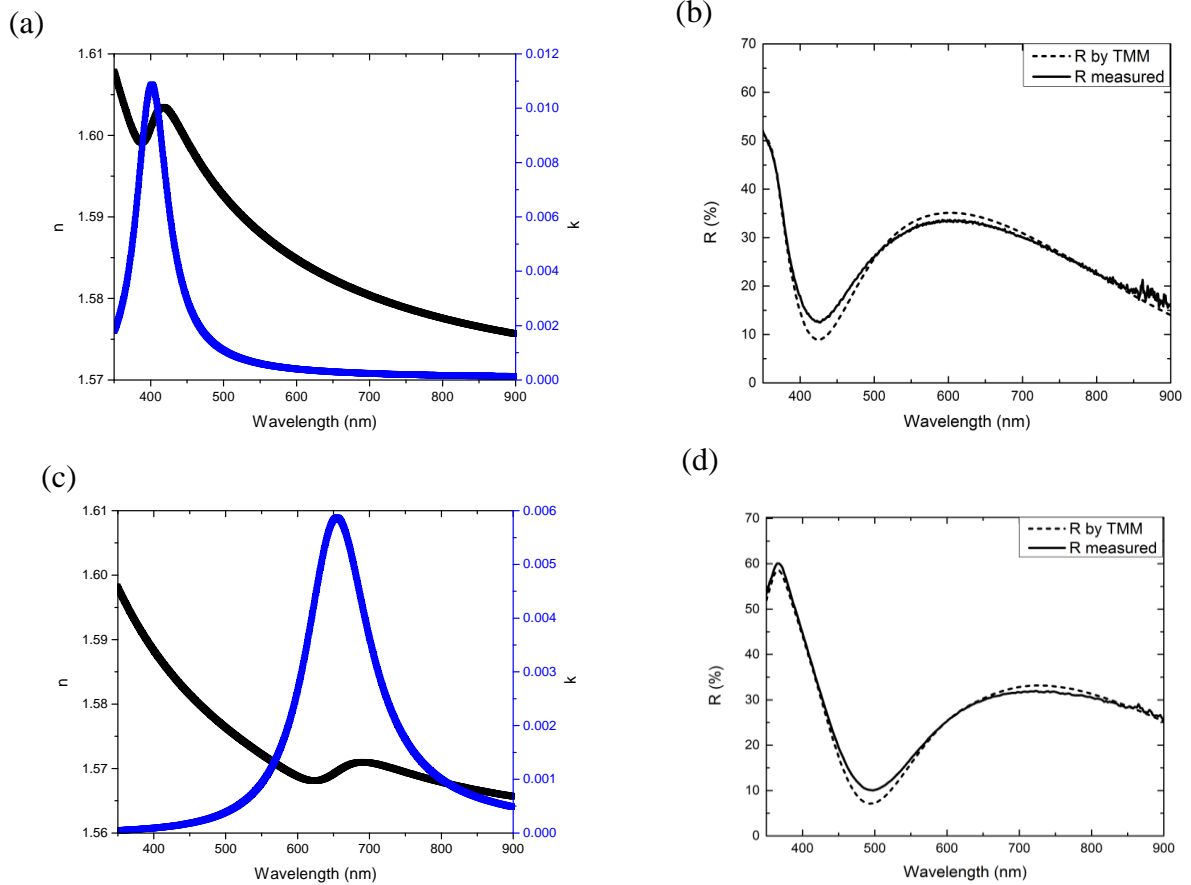 (a)
1.61
1.60
1.59
1.58
1.57
n
0.012
0.010
0.008
0.006
0.004
0.002
0.000
k
400 500 600 700 800 900
Wavelength (nm)
(b)
70
60
50
40
30
20
10
0
R (%)
R by TMM
R measured
400 500 600 700 800 900
Wavelength (nm)
(c)
1.61
1.60
1.59
1.58
1.57
1.56
n
0.006
0.005
0.004
0.003
0.002
0.001
0.000
k
400 500 600 700 800 900
Wavelength (nm)
(d)
70
60
50
40
30
20
10
0
R (%)
R by TMM
R measured
400 500 600 700 800 900
Wavelength (nm)